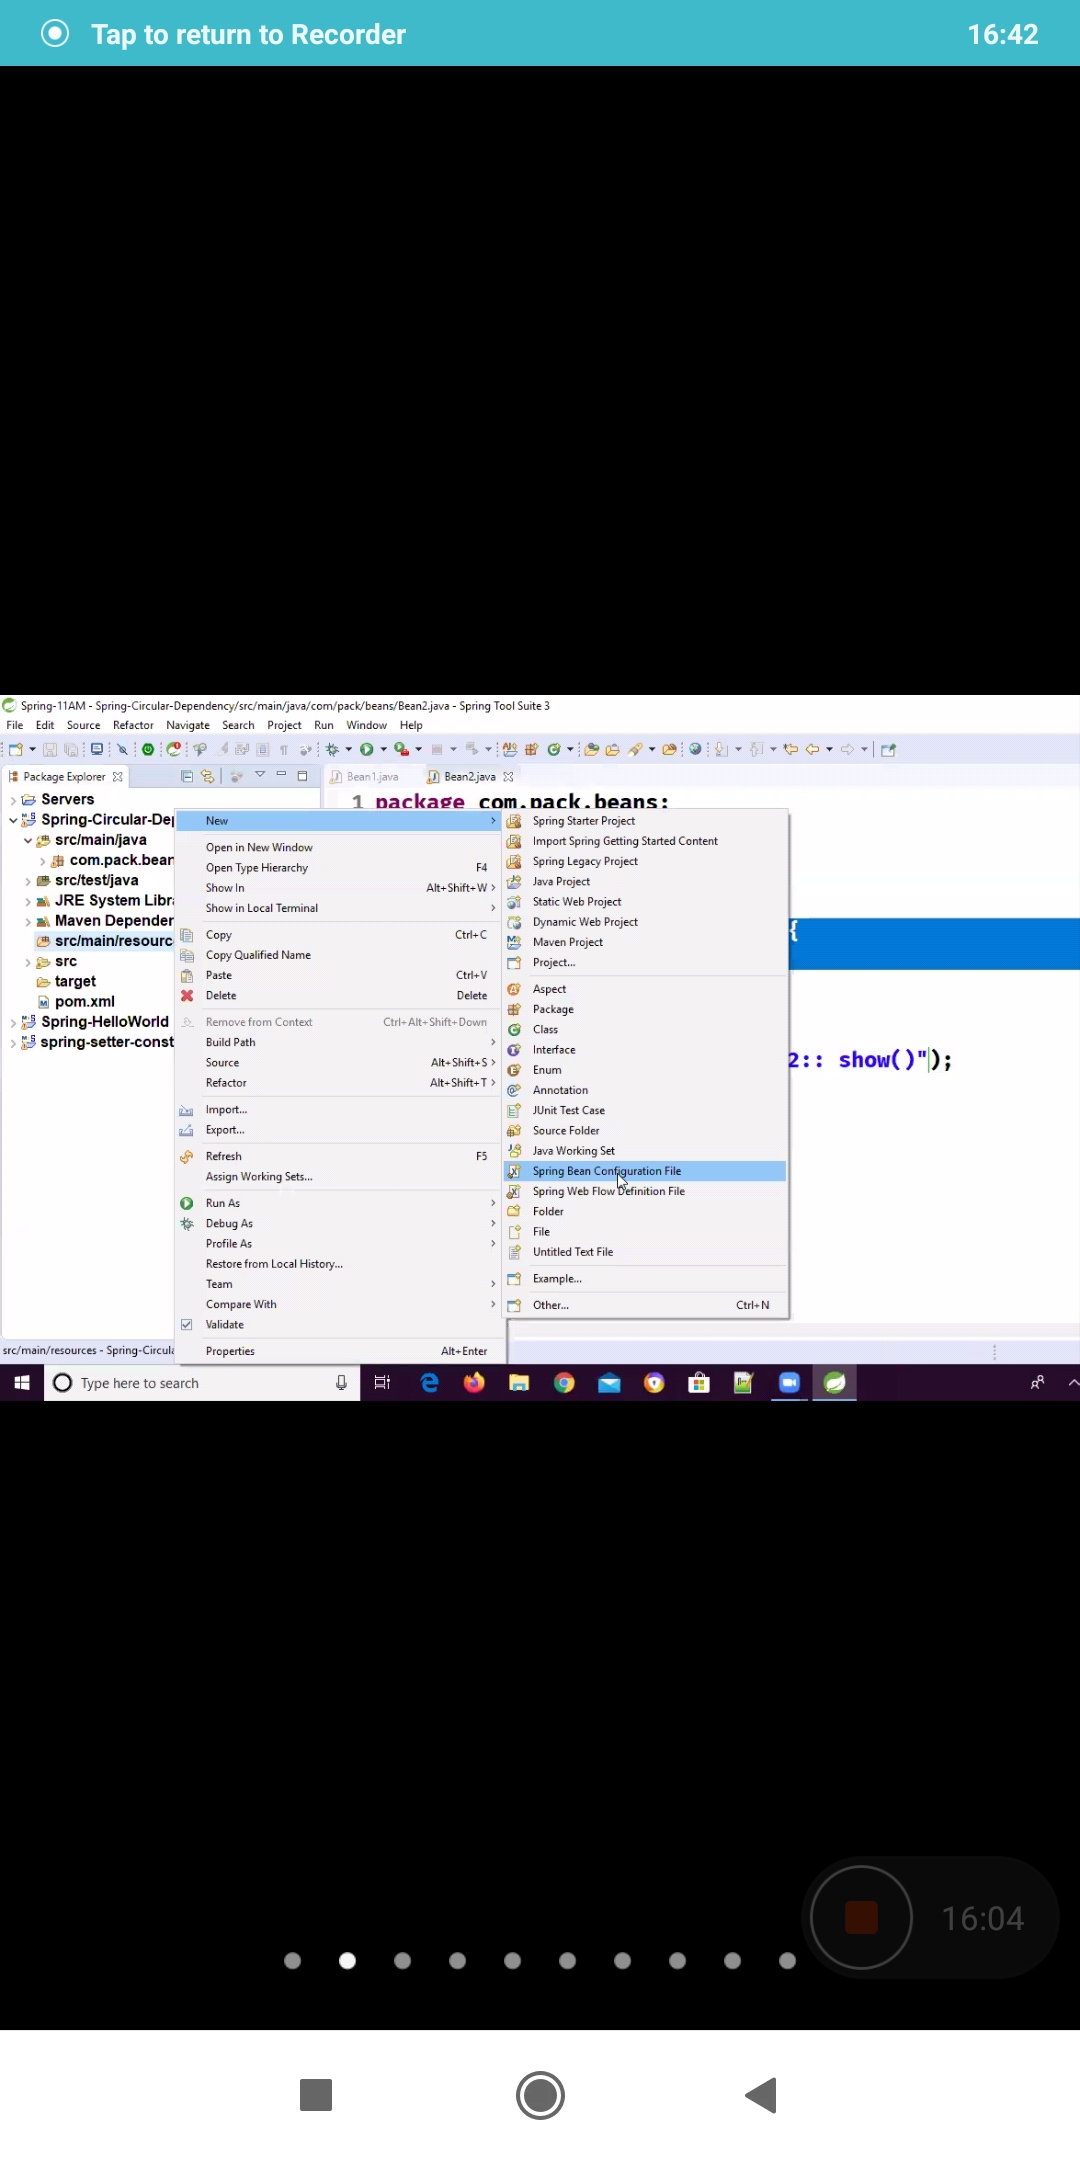 Tap to return to Recorder 16:42
Spring-11AM - Spring-Circular-Dependency/src/main/java/com/pack/beans/Bean2.java - Spring Tool Suite 3
File Edit Source Refactor Navigate Search Project Run Window Help
Package Explorer Bean1.java Bean2.java
Servers
1 package com.pack.beans;
Spring-Circular-Dep
src/main/java
com.pack.bean
src/test/java
JRE System Libra
Maven Depender
src/main/resourc
src
target
pom.xml
Spring-HelloWorld
spring-setter-const
New
Open in New Window
Open Type Hierarchy F4
Show In Alt+Shift+W
Show in Local Terminal
Copy Ctrl+C
Copy Qualified Name
Paste Ctrl+V
Delete Delete
Remove from Context Ctrl+Alt+Shift+Down
Build Path
Source Alt+Shift+S
Refactor Alt+Shift+T
Import...
Export...
Refresh F5
Assign Working Sets...
Run As
Debug As
Profile As
Restore from Local History...
Team
Compare With
Validate
Properties Alt+Enter
Spring Starter Project
Import Spring Getting Started Content
Spring Legacy Project
Java Project
Static Web Project
Dynamic Web Project
Maven Project
Project...
Aspect
Package
Class
Interface
Enum
Annotation
JUnit Test Case
Source Folder
Java Working Set
Spring Bean Configuration File
Spring Web Flow Definition File
Folder
File
Untitled Text File
Example...
Other... Ctrl+N
{
2:: show()");
src/main/resources - Spring-Circula
Type here to search
16:04